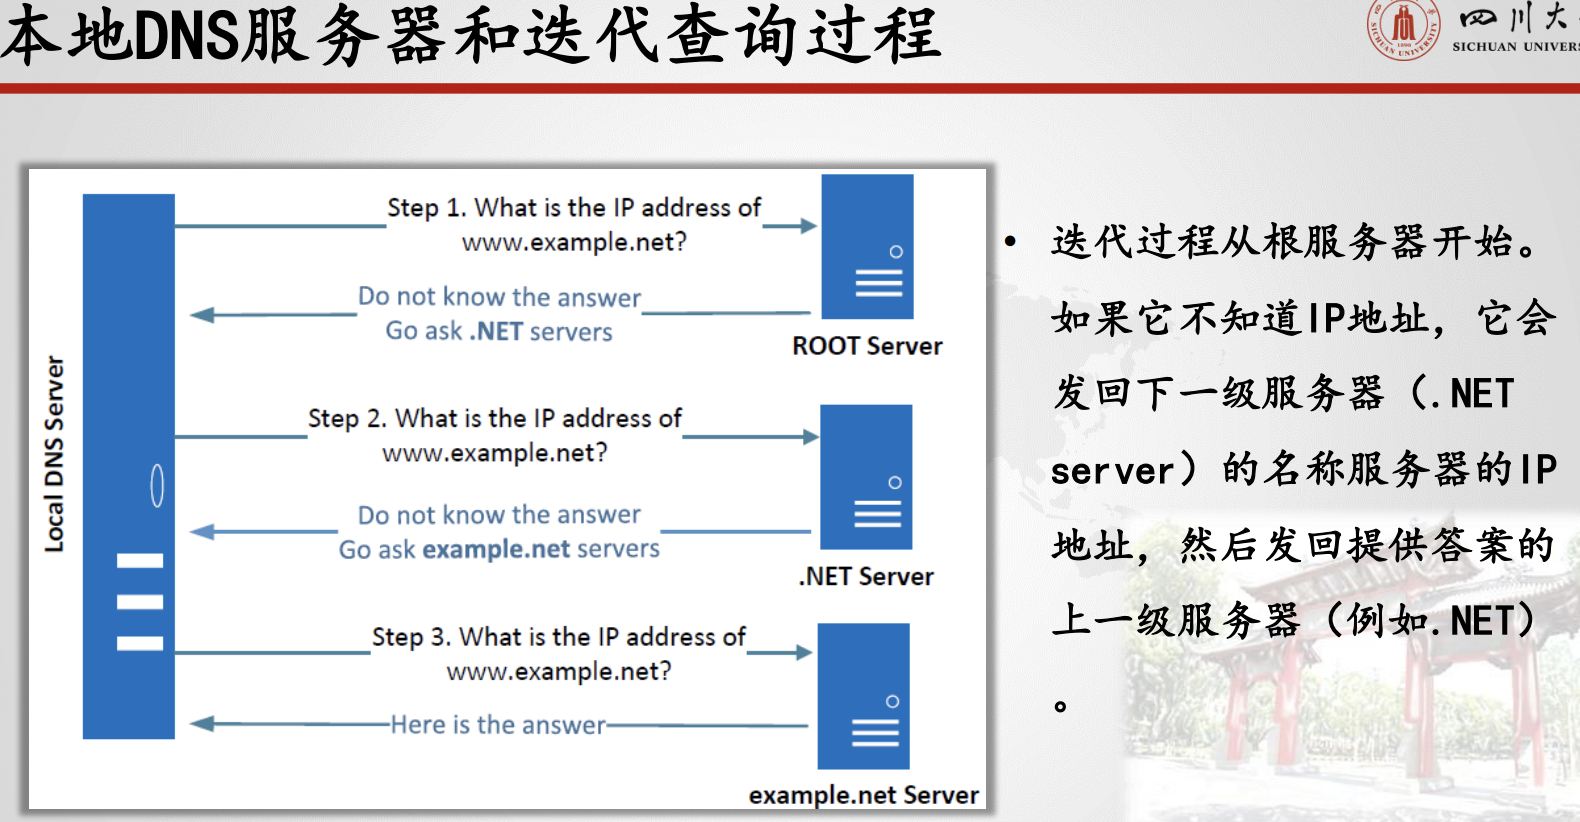 本地DNS服务器和迭代查询过程
四川大
SICHUAN UNIVERS
Step 1. What is the IP address of
www.example.net?
Do not know the answer
Go ask .NET servers
ROOT Server
Local DNS Server
Step 2. What is the IP address of
www.example.net?
Do not know the answer
Go ask example.net servers
.NET Server
Step 3. What is the IP address of
www.example.net?
Here is the answer
example.net Server
• 迭代过程从根服务器开始。
如果它不知道IP地址，它会
发回下一级服务器（.NET
server）的名称服务器的IP
地址，然后发回提供答案的
上一级服务器（例如.NET）
。